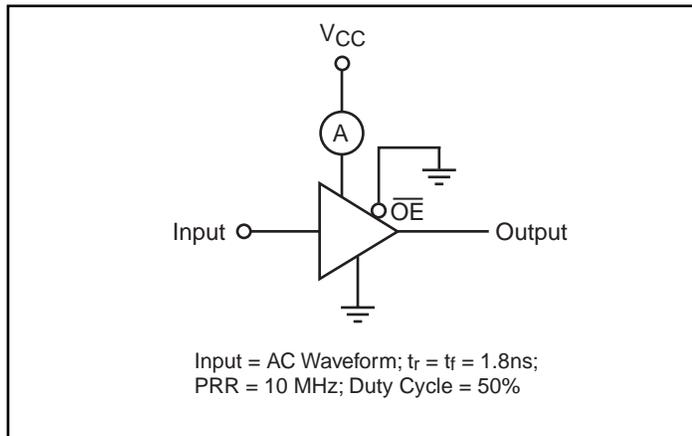 VCC
A
OE
Input
Output
Input = AC Waveform; tr = tf = 1.8ns;
PRR = 10 MHz; Duty Cycle = 50%